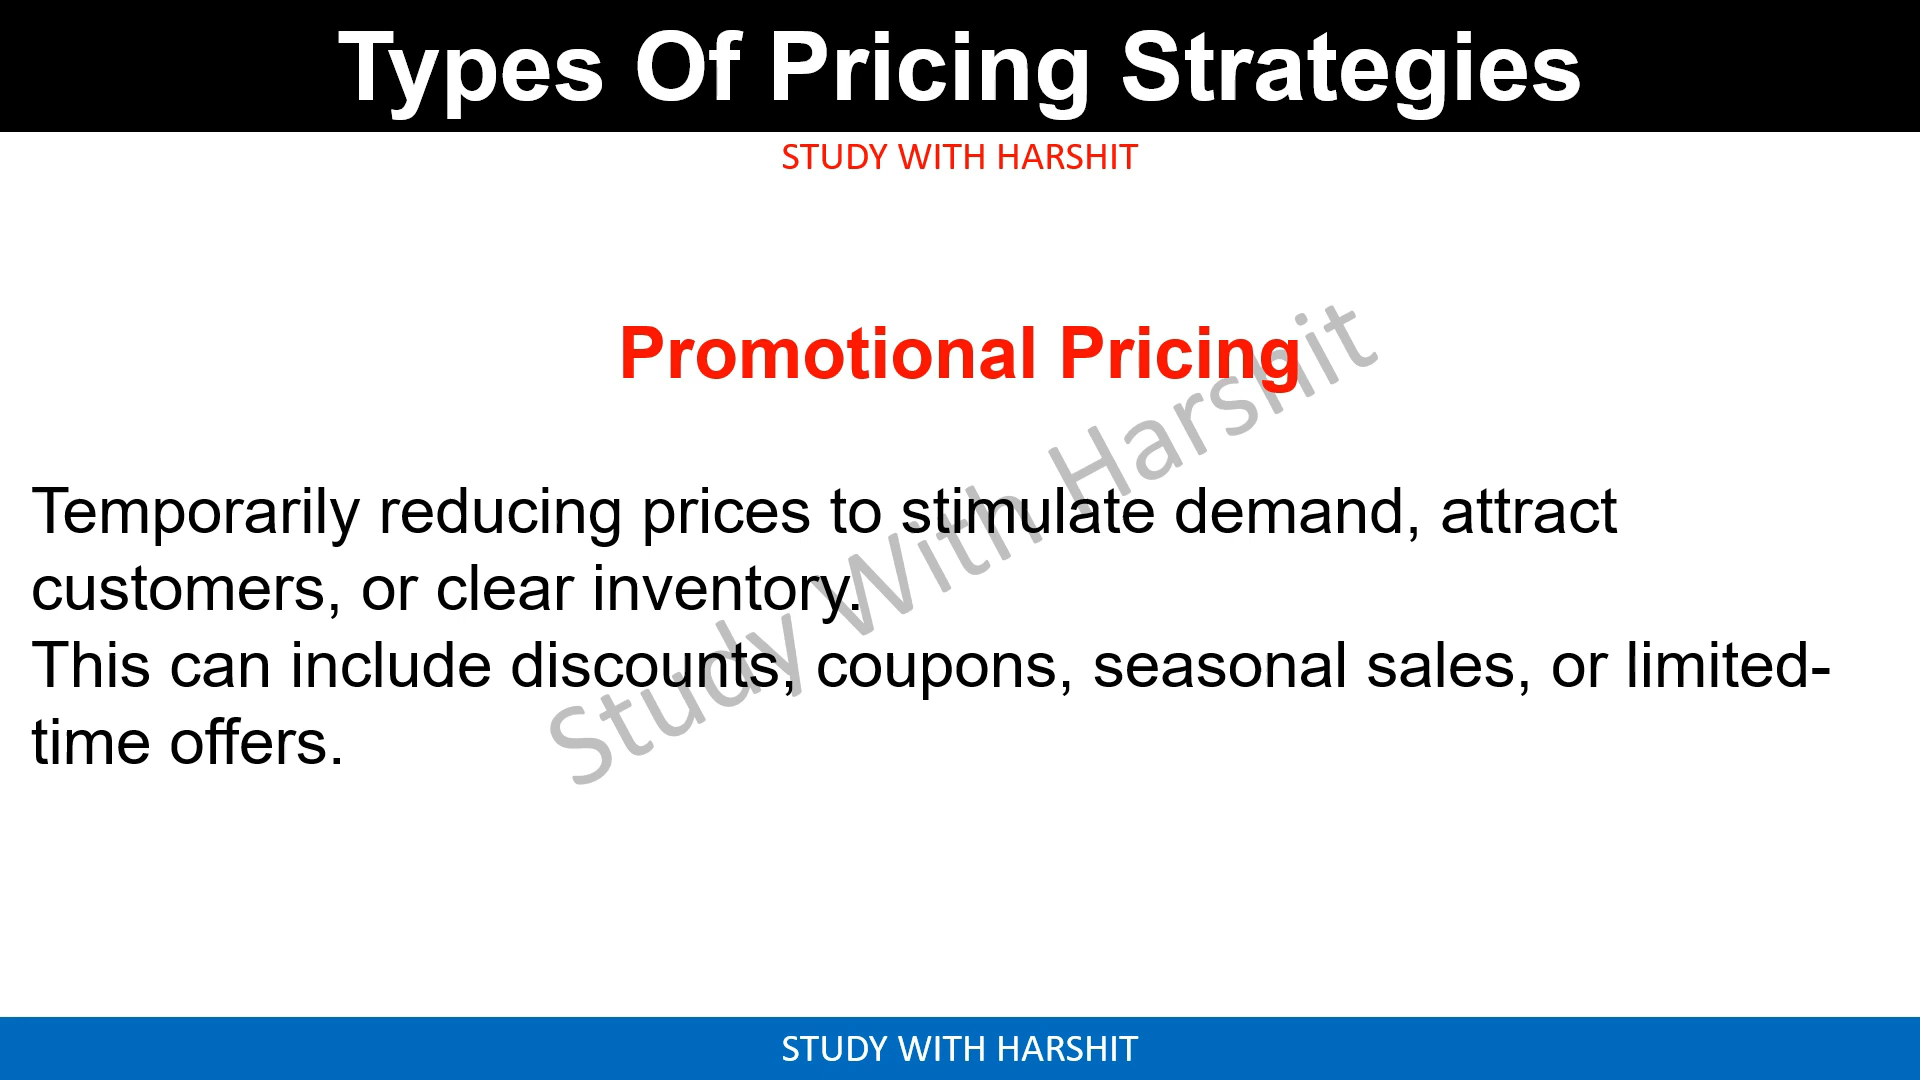 Types Of Pricing Strategies
STUDY WITH HARSHIT
Promotional Pricing
Temporarily reducing prices to stimulate demand, attract
customers, or clear inventory.
This can include discounts, coupons, seasonal sales, or limited-
time offers.
Study With Harshit
STUDY WITH HARSHIT